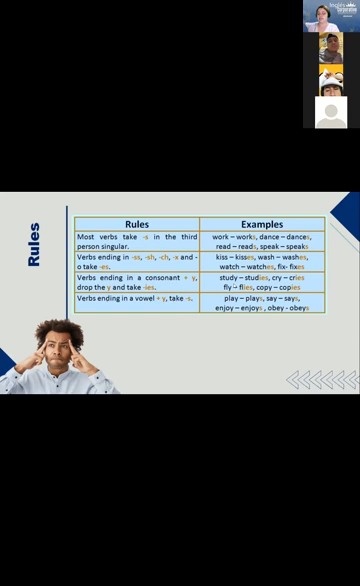 Inglés
Corporativo
Rules
Rules Examples
Most verbs take -s in the third
person singular.
work – works, dance – dances,
read – reads, speak – speaks
Verbs ending in -ss, -sh, -ch, -x and -
o take -es.
kiss – kisses, wash – washes,
watch – watches, fix- fixes
Verbs ending in a consonant + y,
drop the y and take -ies.
study – studies, cry – cries
fly – flies, copy – copies
Verbs ending in a vowel + y, take -s.
play – plays, say – says,
enjoy – enjoys, obey - obeys